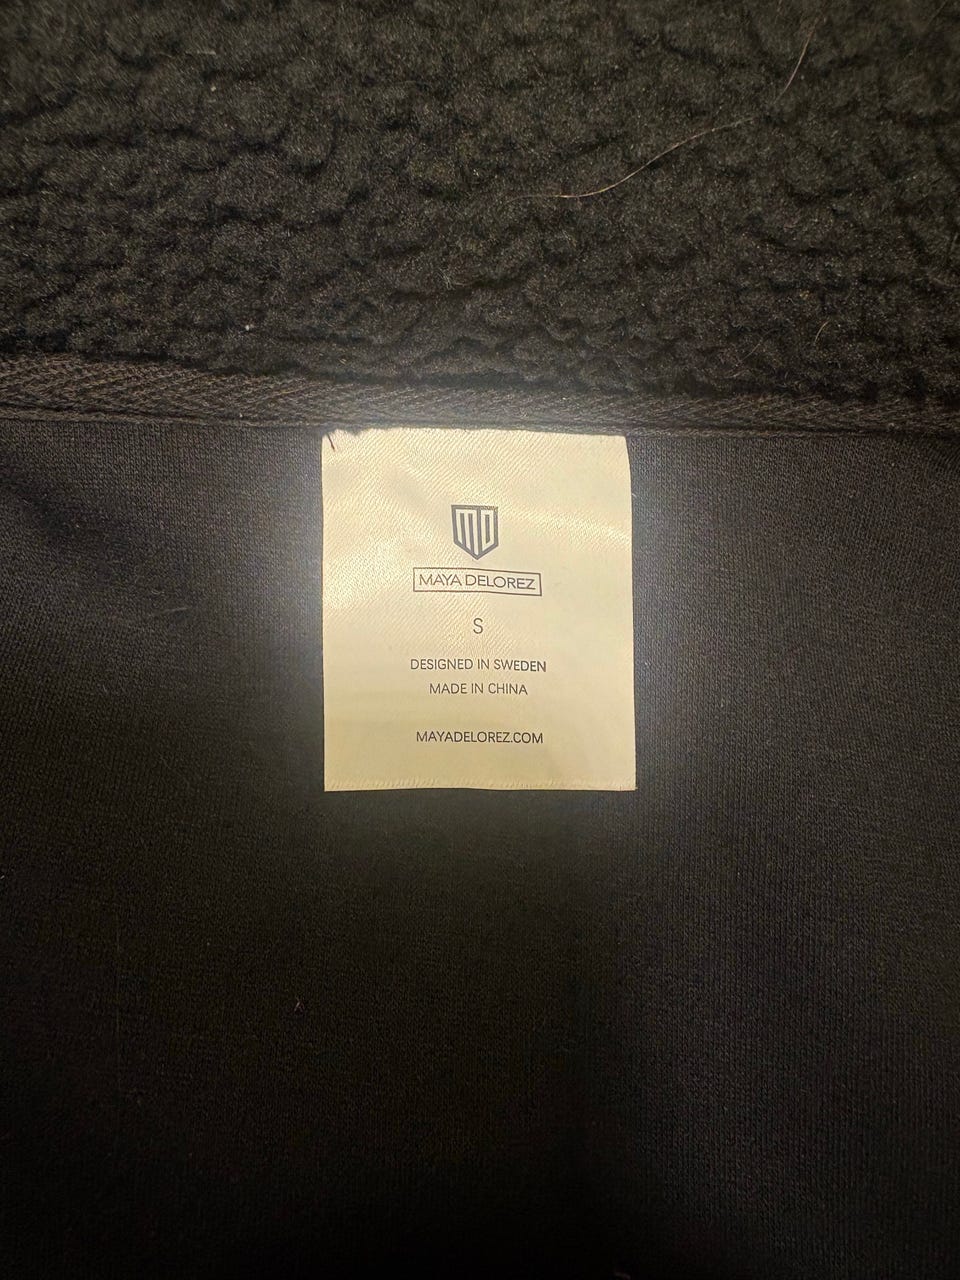 MD
MAYA DELOREZ
S
DESIGNED IN SWEDEN
MADE IN CHINA
MAYADELOREZ.COM